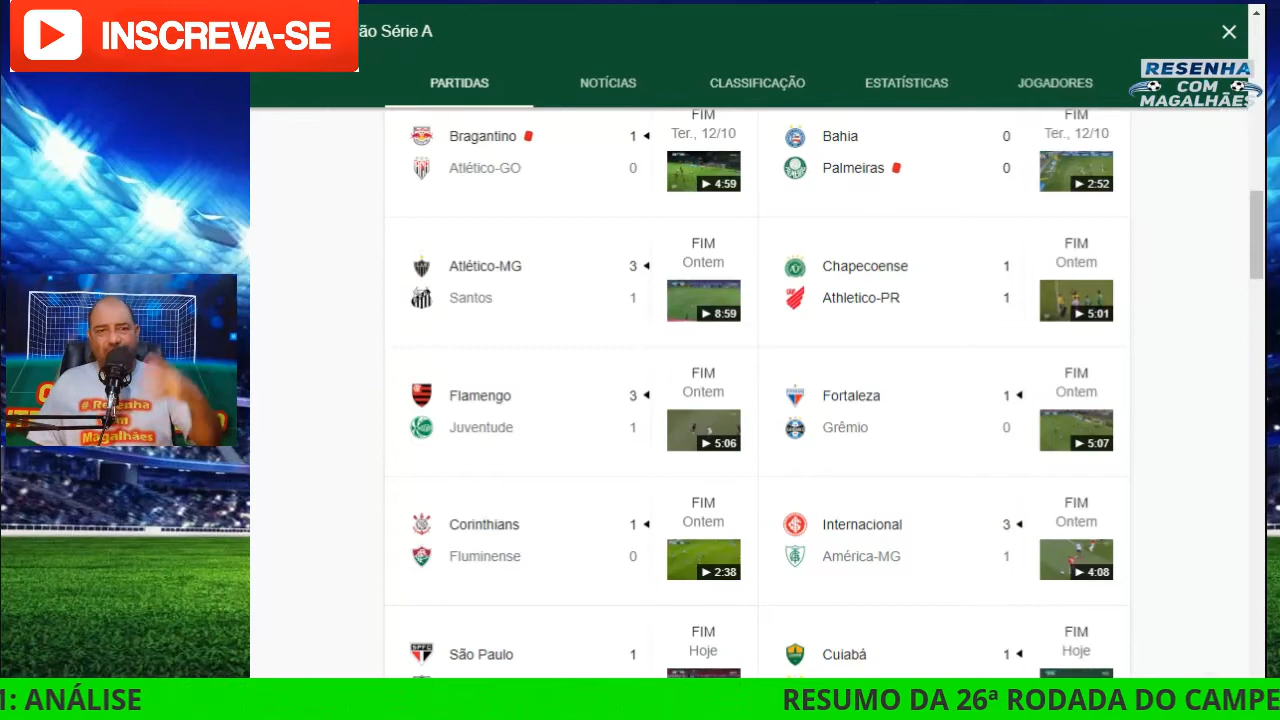 INSCREVA-SE
ão Série A
PARTIDAS
NOTÍCIAS
CLASSIFICAÇÃO
ESTATÍSTICAS
JOGADORES
RESENHA
COM
MAGALHÃES
Bragantino 1
Atlético-GO 0
FIM
Ter., 12/10
4:59
Bahia 0
Palmeiras 0
FIM
Ter., 12/10
2:52
Atlético-MG 3
Santos 1
FIM
Ontem
8:59
Chapecoense 1
Athletico-PR 1
FIM
Ontem
5:01
Flamengo 3
Juventude 1
FIM
Ontem
5:06
Fortaleza 1
Grêmio 0
FIM
Ontem
5:07
Corinthians 1
Fluminense 0
FIM
Ontem
2:38
Internacional 3
América-MG 1
FIM
Ontem
4:08
São Paulo 1
FIM
Hoje
Cuiabá 1
FIM
Hoje
# Resenha
Com
Magalhães
: ANÁLISE
RESUMO DA 26ª RODADA DO CAMPE